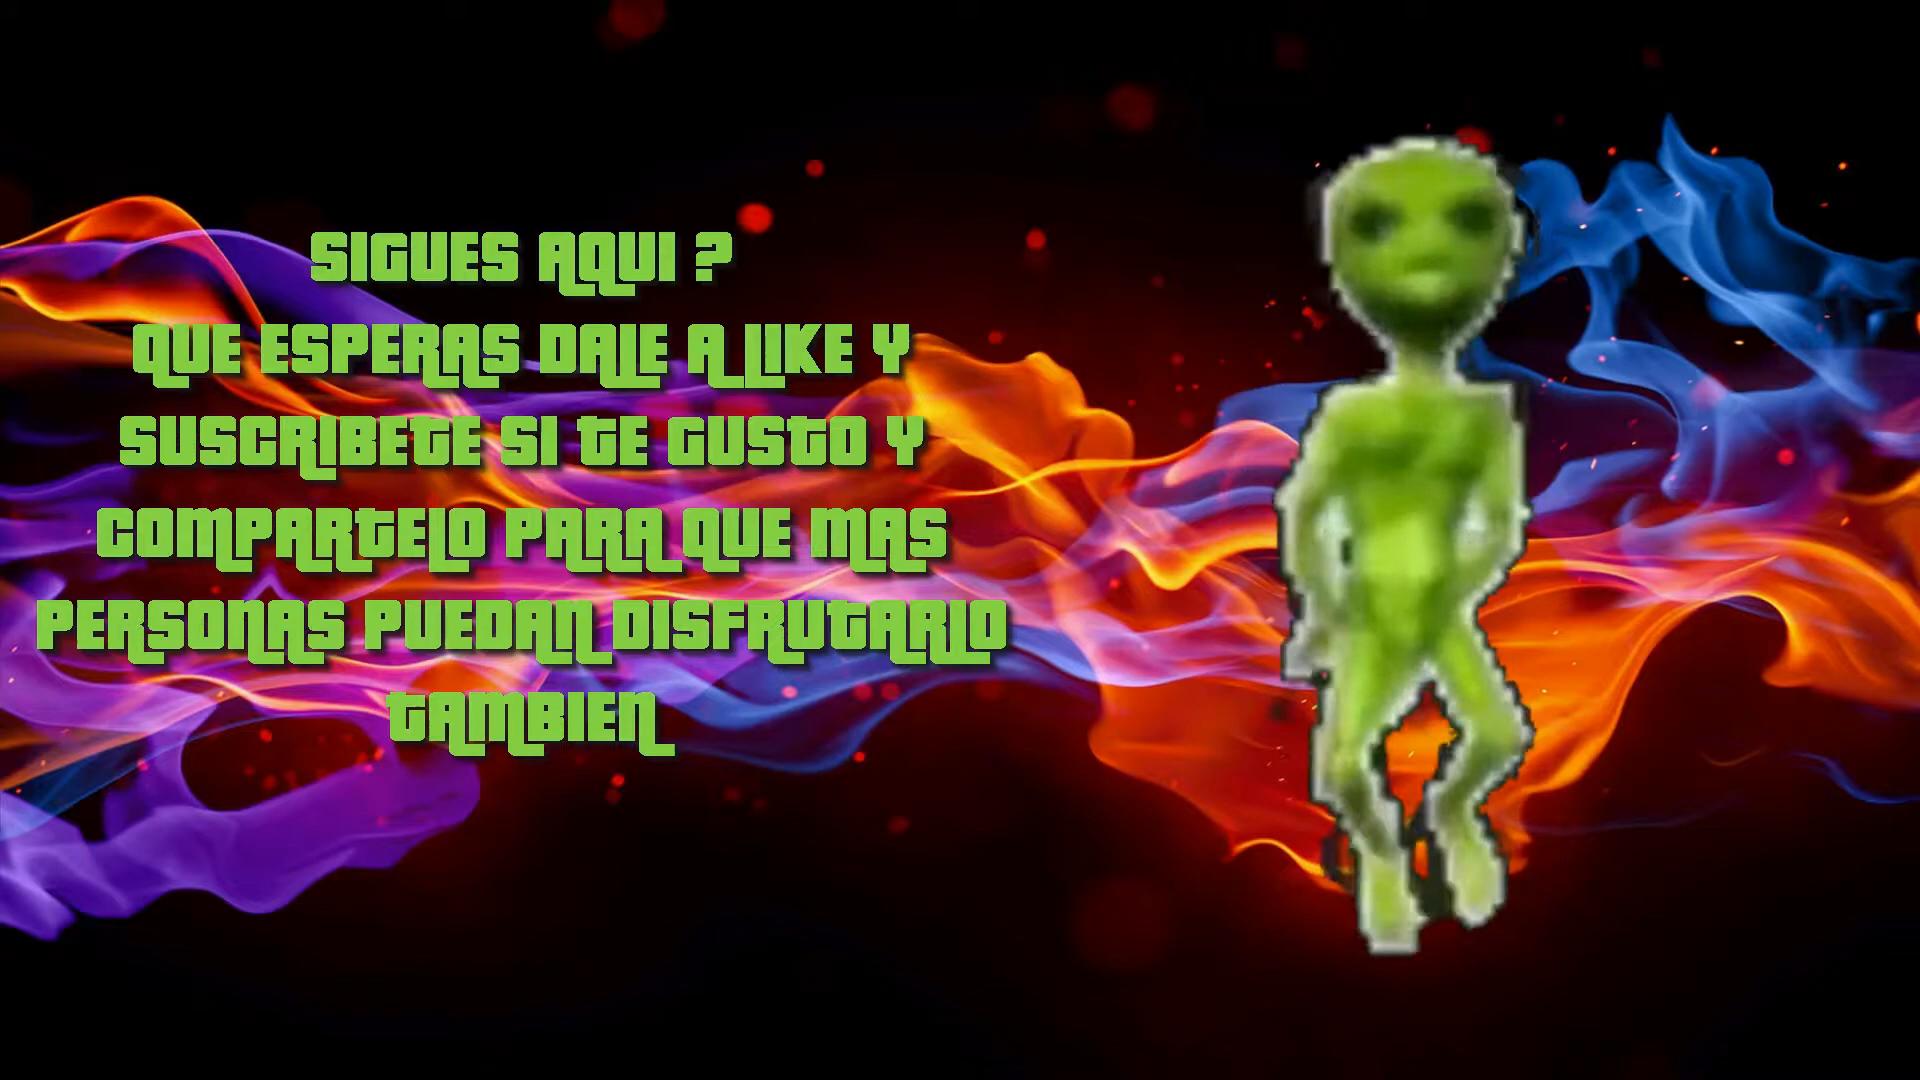 SIGUES AQUI ?
QUE ESPERAS DALE A LIKE Y
SUSCRIBETE SI TE GUSTO Y
COMPARTELO PARA QUE MAS
PERSONAS PUEDAN DISFRUTARLO
TAMBIEN